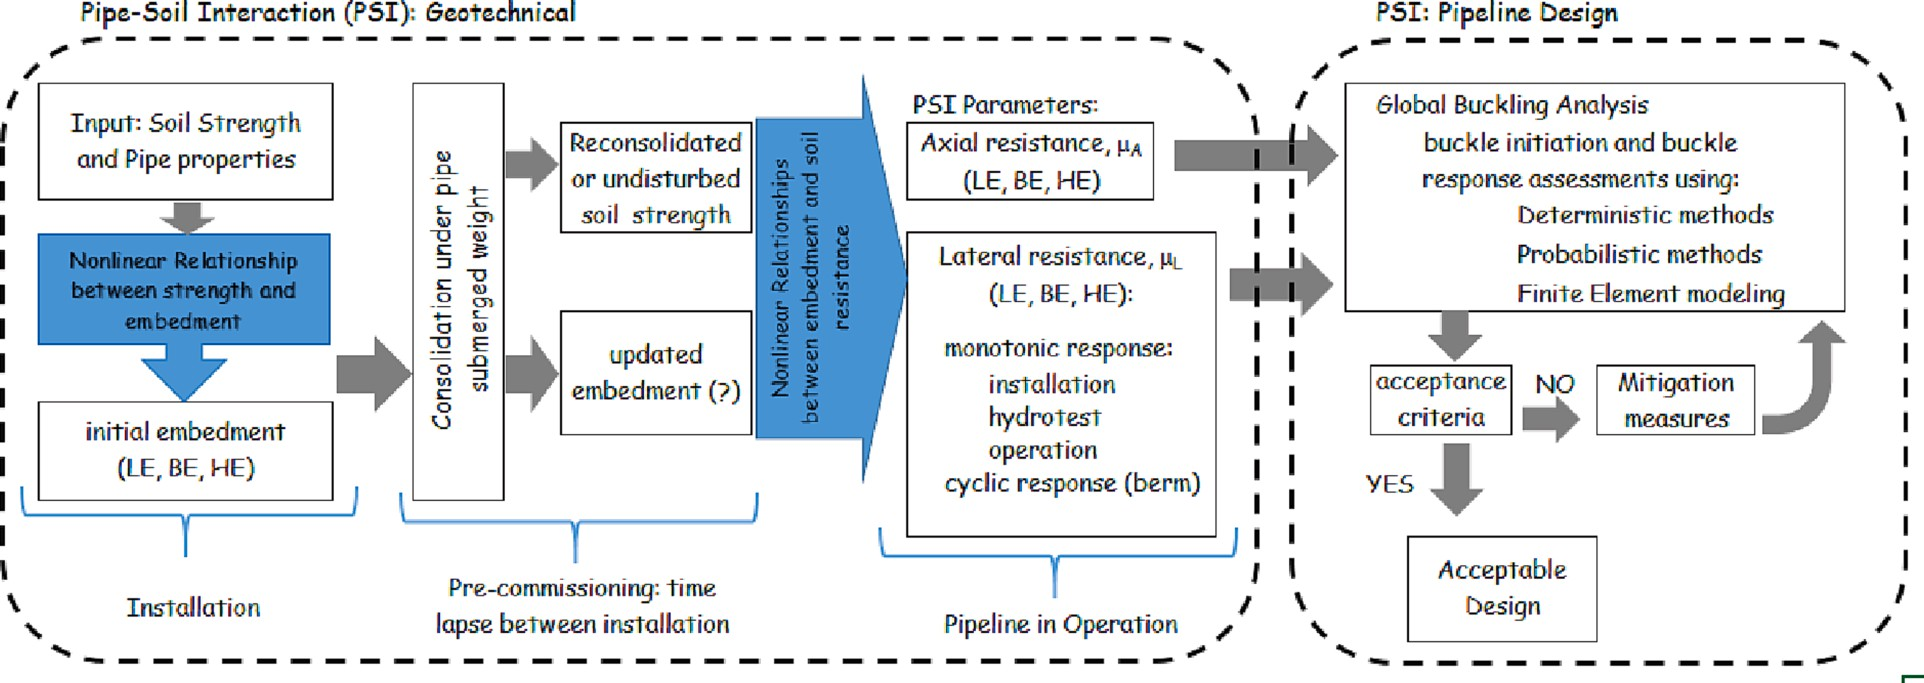 Pipe-Soil Interaction (PSI): Geotechnical
Input: Soil Strength
and Pipe properties
Nonlinear Relationship
between strength and
embedment
initial embedment
(LE, BE, HE)
Installation
Consolidation under pipe
submerged weight
Reconsolidated
or undisturbed
soil strength
updated
embedment (?)
Pre-commissioning: time
lapse between installation
Nonlinear Relationships
between embedment and soil
resistance
PSI Parameters:
Axial resistance, μA
(LE, BE, HE)
Lateral resistance, μL
(LE, BE, HE):
monotonic response:
installation
hydrotest
operation
cyclic response (berm)
Pipeline in Operation
PSI: Pipeline Design
Global Buckling Analysis
buckle initiation and buckle
response assessments using:
Deterministic methods
Probabilistic methods
Finite Element modeling
acceptance
criteria
NO
Mitigation
measures
YES
Acceptable
Design